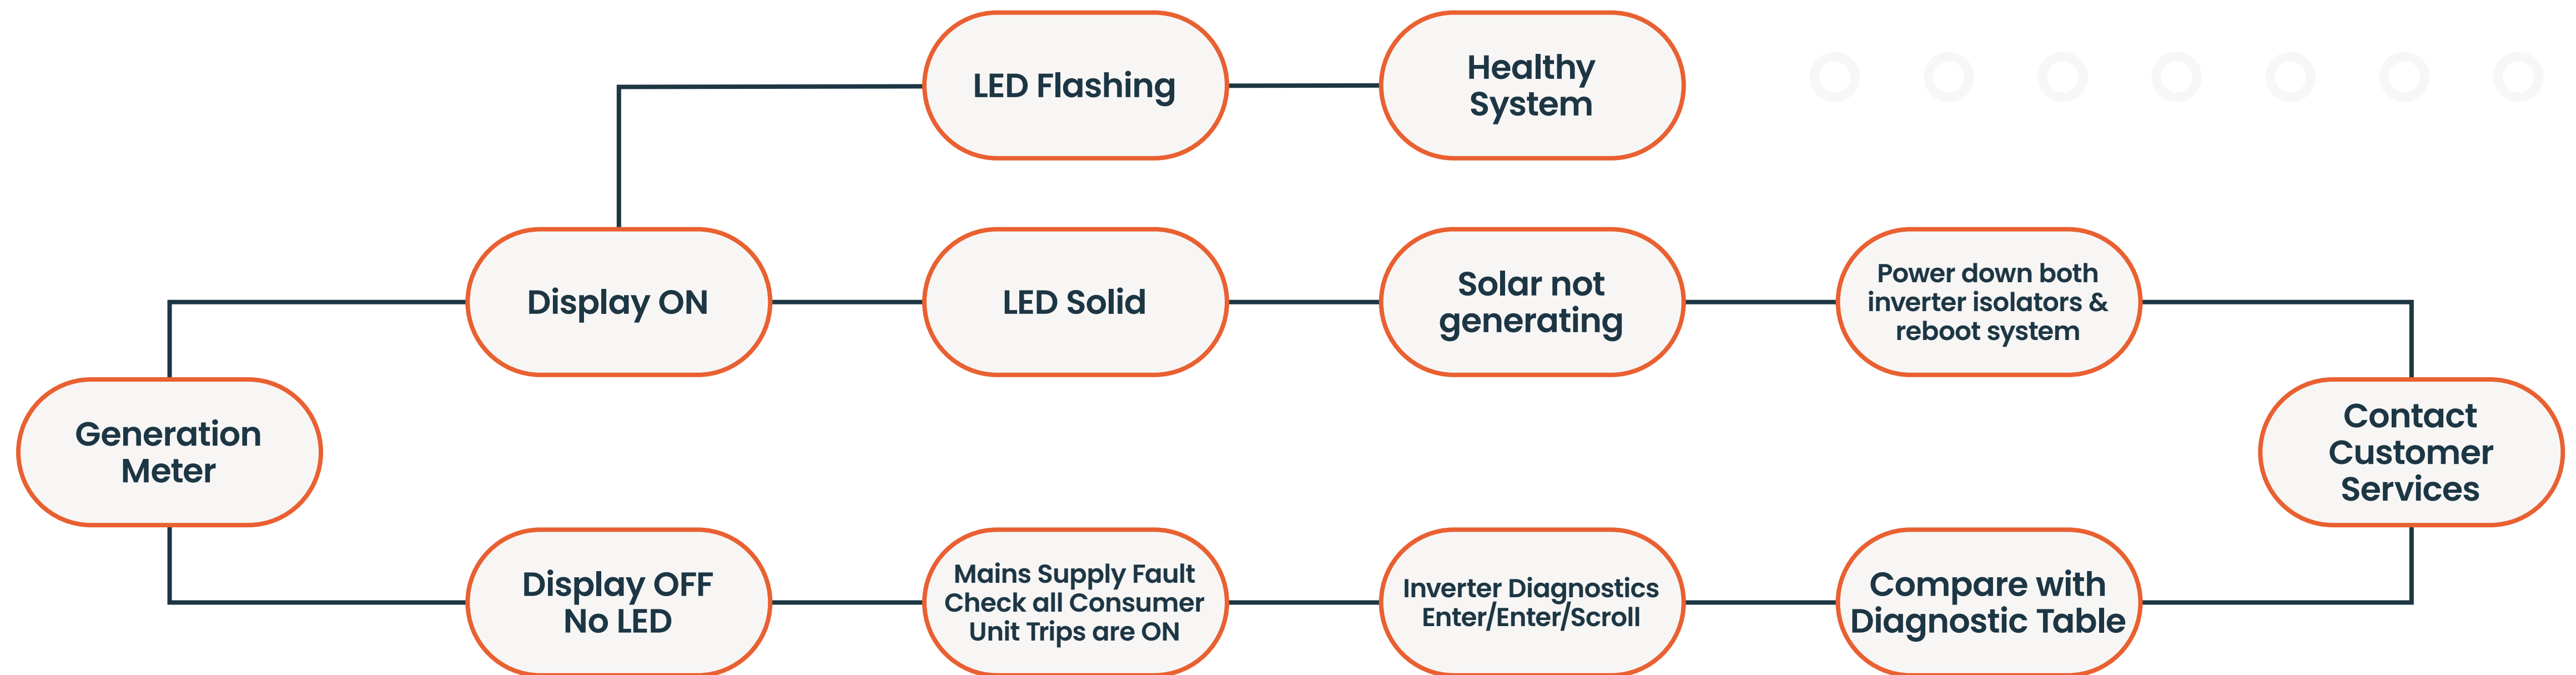 LED Flashing
Healthy
System
Display ON
LED Solid
Solar not
generating
Power down both
inverter isolators &
reboot system
Generation
Meter
Contact
Customer
Services
Display OFF
No LED
Mains Supply Fault
Check all Consumer
Unit Trips are ON
Inverter Diagnostics
Enter/Enter/Scroll
Compare with
Diagnostic Table